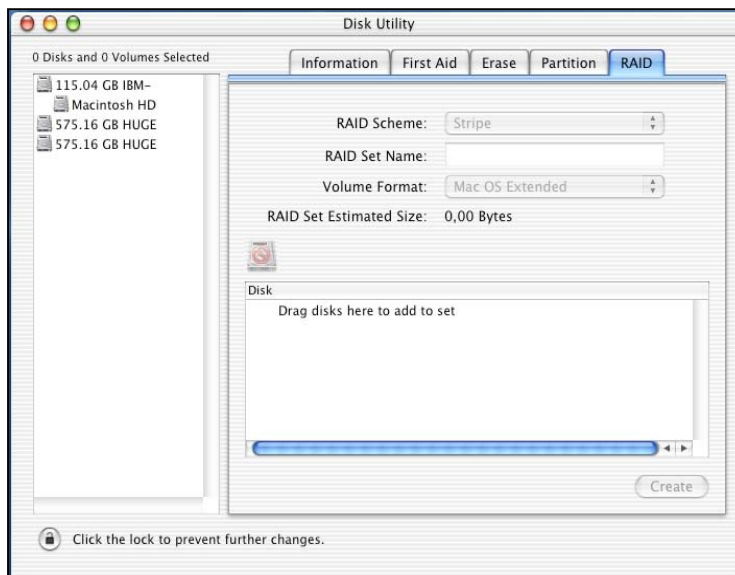 Disk Utility
0 Disks and 0 Volumes Selected
115.04 GB IBM-
Macintosh HD
575.16 GB HUGE
575.16 GB HUGE
Information First Aid Erase Partition RAID
RAID Scheme: Stripe
RAID Set Name:
Volume Format: Mac OS Extended
RAID Set Estimated Size: 0,00 Bytes
Disk
Drag disks here to add to set
Create
Click the lock to prevent further changes.